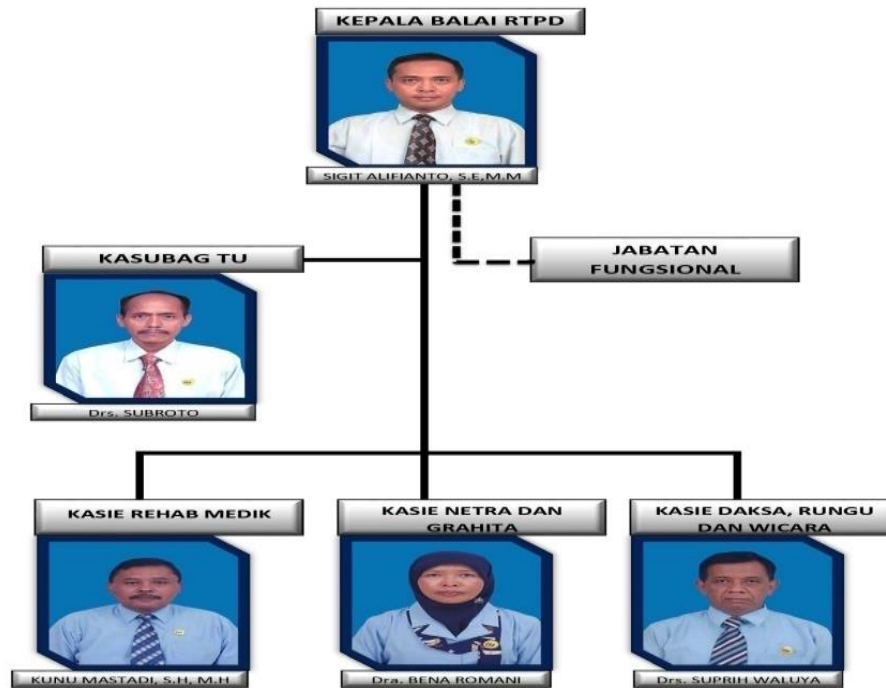 KEPALA BALAI RTPD
SIGIT ALIFIANTO, S.E,M.M
KASUBAG TU
Drs. SUBROTO
JABATAN
FUNGSIONAL
KASIE REHAB MEDIK
KUNU MASTADI, S.H, M.H
KASIE NETRA DAN
GRAHITA
Dra. BENA ROMANI
KASIE DAKSA, RUNGU
DAN WICARA
Drs. SUPRIH WALUYA